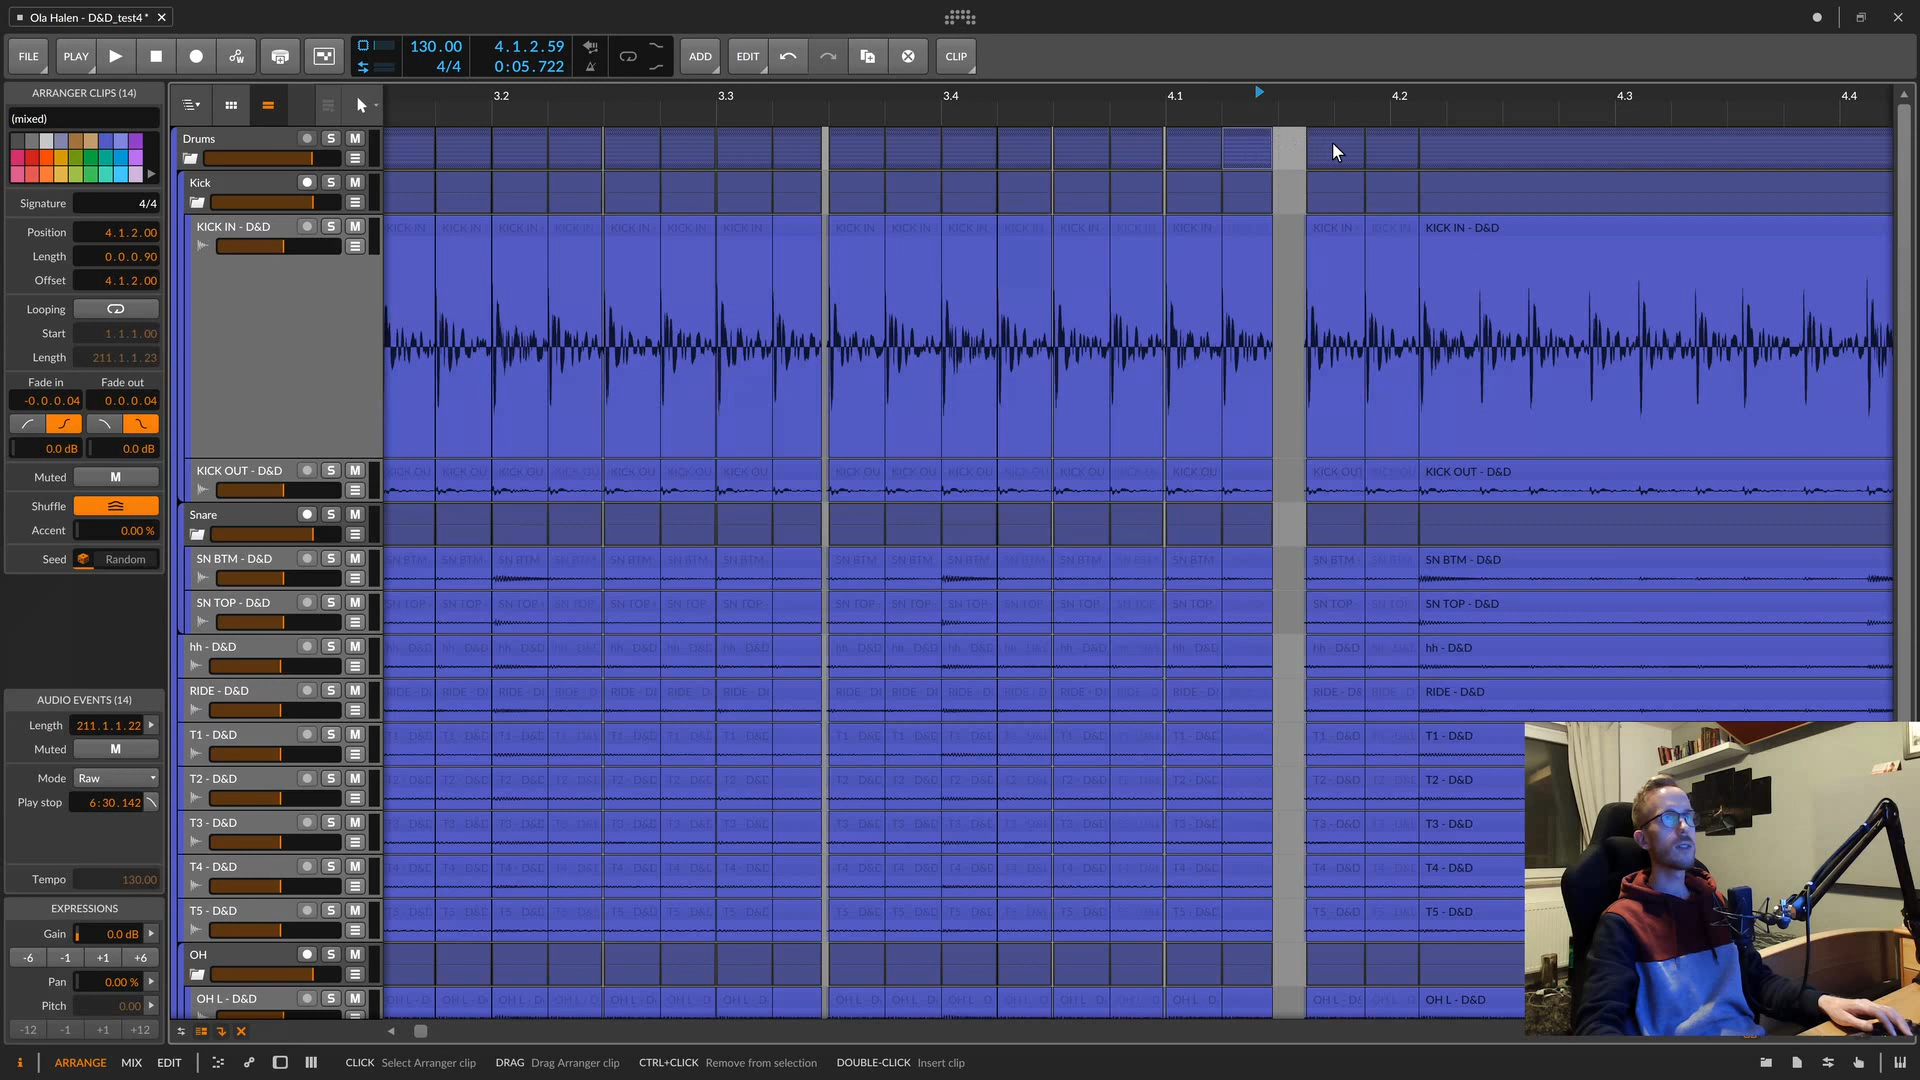 Ola Halen - D&D_test4*
FILE
PLAY
130.00
4/4
4.1.2.59
0:05.722
ADD
EDIT
CLIP
ARRANGER CLIPS (14)
(mixed)
Signature 4/4
Position 4.1.2.00
Length 0.0.0.90
Offset 4.1.2.00
Looping
Start 1.1.1.00
Length 211.1.1.23
Fade in Fade out
-0.0.0.04 0.0.0.04
0.0 dB 0.0 dB
Muted M
Shuffle
Accent 0.00 %
Seed Random
AUDIO EVENTS (14)
Length 211.1.1.22
Muted M
Mode Raw
Play stop 6:30.142
Tempo 130.00
EXPRESSIONS
Gain 0.0 dB
-6 -1 +1 +6
Pan 0.00 %
Pitch 0.00
-12 -1 +1 +12
3.2 3.3 3.4 4.1 4.2 4.3 4.4
Drums S M
Kick S M
KICK IN - D&D S M
KICK IN - D&D
KICK OUT - D&D S M
KICK OUT - D&D
Snare S M
SN BTM - D&D S M
SN BTM - D&D
SN TOP - D&D S M
SN TOP - D&D
hh - D&D S M
hh - D&D
RIDE - D&D S M
RIDE - D&D
T1 - D&D S M
T1 - D&D
T2 - D&D S M
T2 - D&D
T3 - D&D S M
T3 - D&D
T4 - D&D S M
T4 - D&D
T5 - D&D S M
T5 - D&D
OH S M
OH L - D&D S M
OH L - D&D
i ARRANGE MIX EDIT
CLICK Select Arranger clip DRAG Drag Arranger clip CTRL+CLICK Remove from selection DOUBLE-CLICK Insert clip